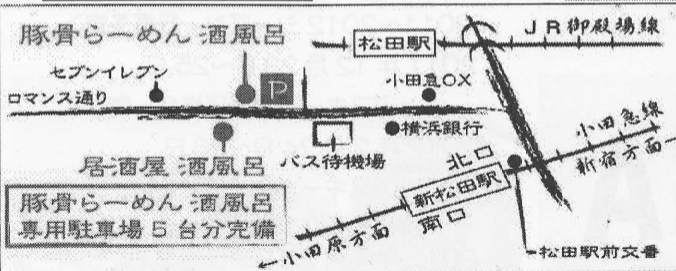 豚骨らーめん 酒風呂
セブンイレブン
P
ロマンス通り
松田駅
JR御殿場線
小田急OX
横浜銀行
バス待機場
居酒屋 酒風呂
豚骨らーめん 酒風呂
専用駐車場5台分完備
小田急線
新宿方面→
北口
新松田駅
南口
←小田原方面
松田駅前交番